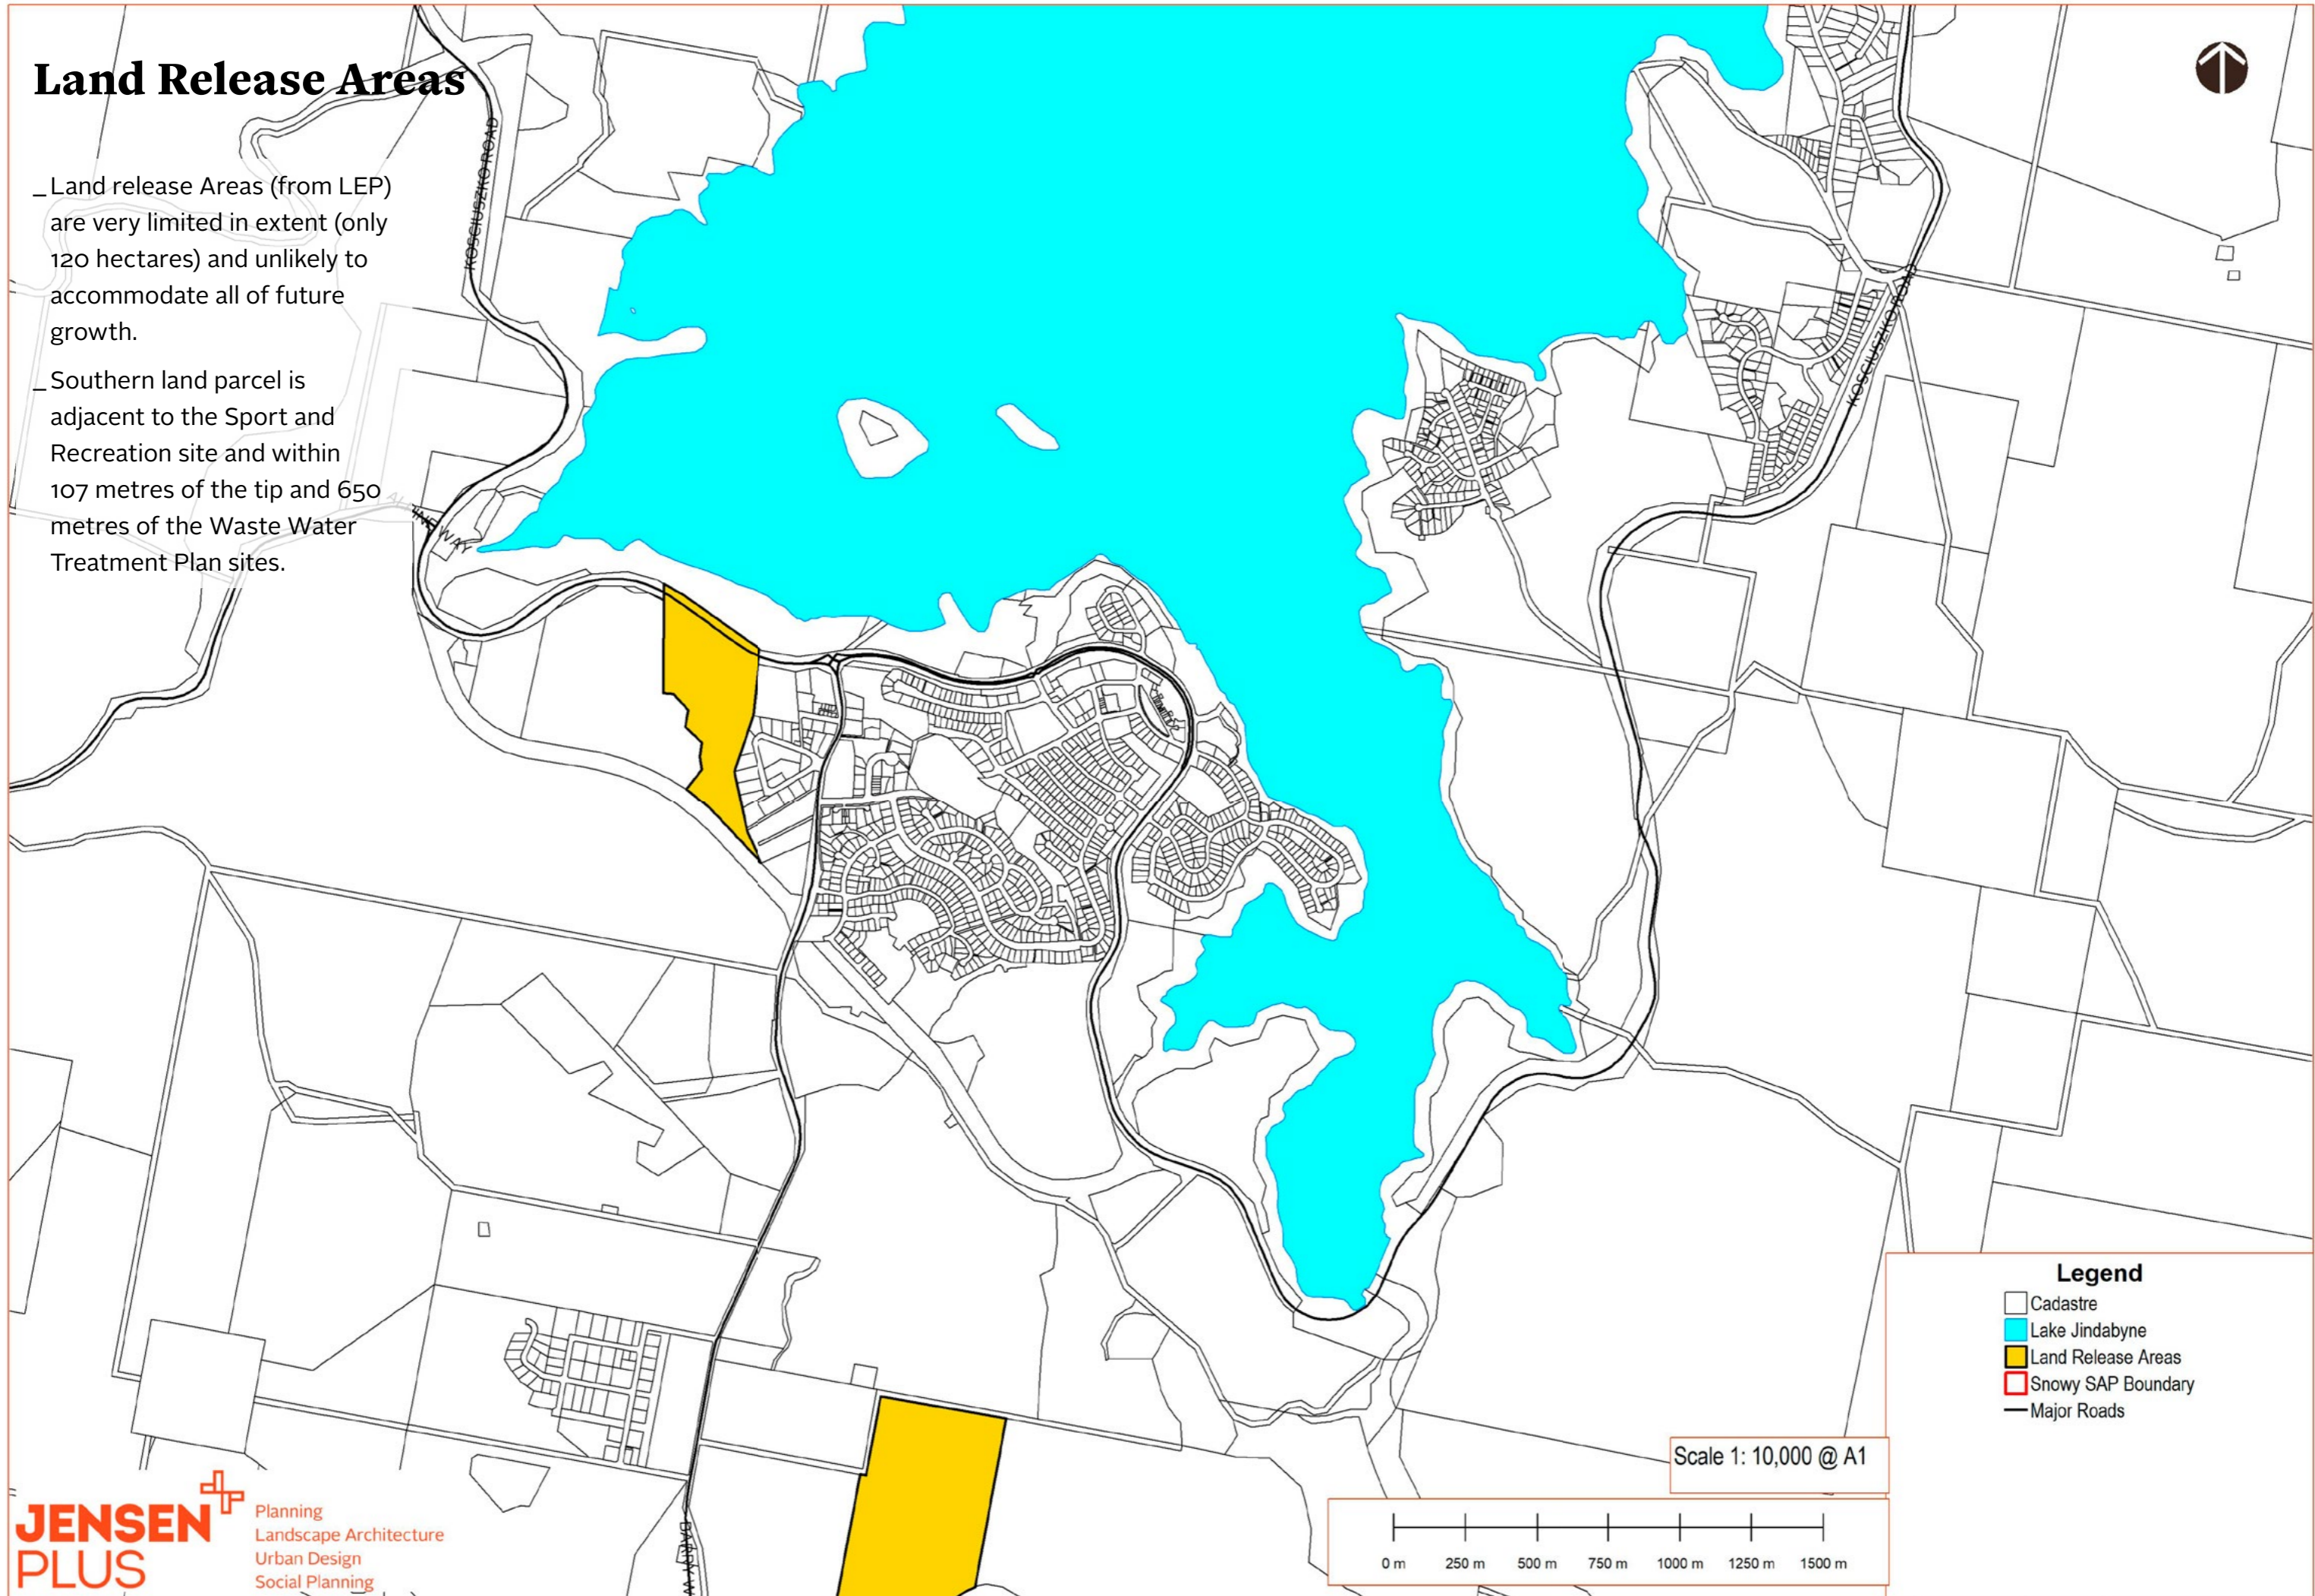 Land Release Areas
_ Land release Areas (from LEP)
are very limited in extent (only
120 hectares) and unlikely to
accommodate all of future
growth.
_ Southern land parcel is
adjacent to the Sport and
Recreation site and within
107 metres of the tip and 650
metres of the Waste Water
Treatment Plan sites.
KOSCIUSZKO ROAD
WAY
KOSCIUSZKO ROAD
BARRY W
Legend
Cadastre
Lake Jindabyne
Land Release Areas
Snowy SAP Boundary
Major Roads
Scale 1: 10,000 @ A1
0 m 250 m 500 m 750 m 1000 m 1250 m 1500 m
JENSEN
PLUS
Planning
Landscape Architecture
Urban Design
Social Planning